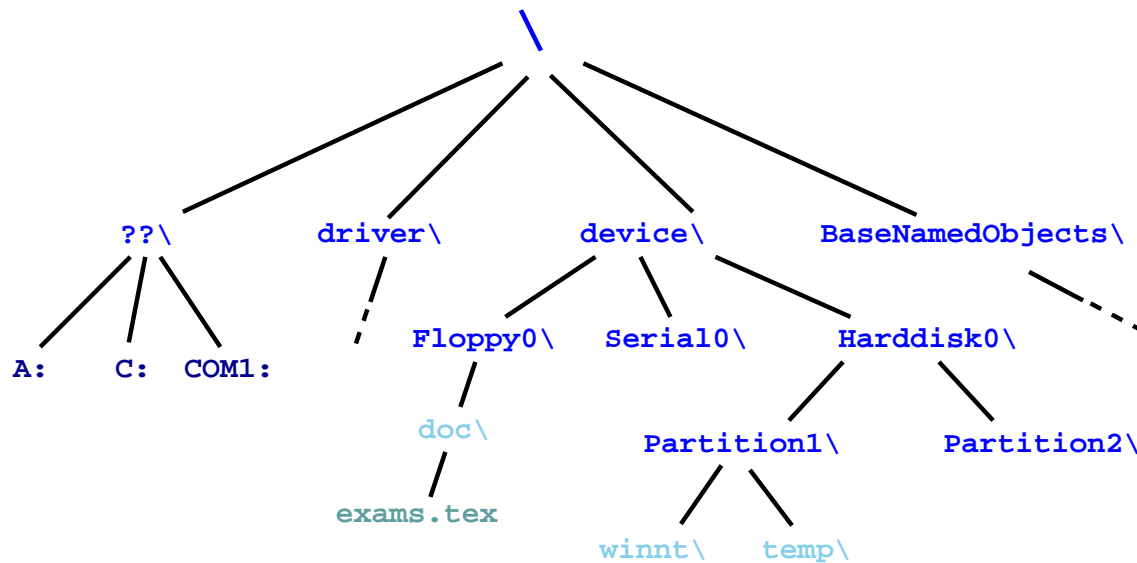 \
??\ driver\ device\ BaseNamedObjects\
Floppy0\ Serial0\ Harddisk0\
A: C: COM1:
doc\
Partition1\ Partition2\
exams.tex
winnt\ temp\